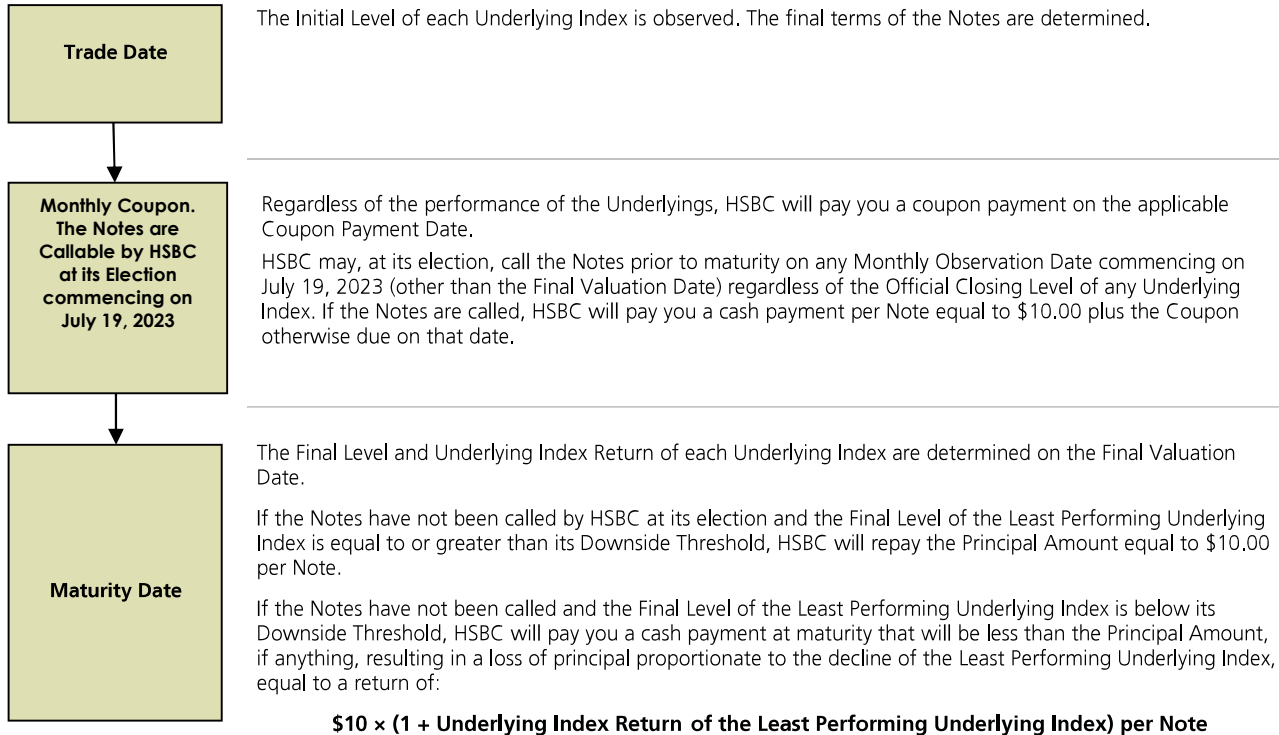 Trade Date
The Initial Level of each Underlying Index is observed. The final terms of the Notes are determined.
Monthly Coupon.
The Notes are
Callable by HSBC
at its Election
commencing on
July 19, 2023
Regardless of the performance of the Underlyings, HSBC will pay you a coupon payment on the applicable
Coupon Payment Date.
HSBC may, at its election, call the Notes prior to maturity on any Monthly Observation Date commencing on
July 19, 2023 (other than the Final Valuation Date) regardless of the Official Closing Level of any Underlying
Index. If the Notes are called, HSBC will pay you a cash payment per Note equal to $10.00 plus the Coupon
otherwise due on that date.
Maturity Date
The Final Level and Underlying Index Return of each Underlying Index are determined on the Final Valuation
Date.
If the Notes have not been called by HSBC at its election and the Final Level of the Least Performing Underlying
Index is equal to or greater than its Downside Threshold, HSBC will repay the Principal Amount equal to $10.00
per Note.
If the Notes have not been called and the Final Level of the Least Performing Underlying Index is below its
Downside Threshold, HSBC will pay you a cash payment at maturity that will be less than the Principal Amount,
if anything, resulting in a loss of principal proportionate to the decline of the Least Performing Underlying Index,
equal to a return of:
$10 × (1 + Underlying Index Return of the Least Performing Underlying Index) per Note